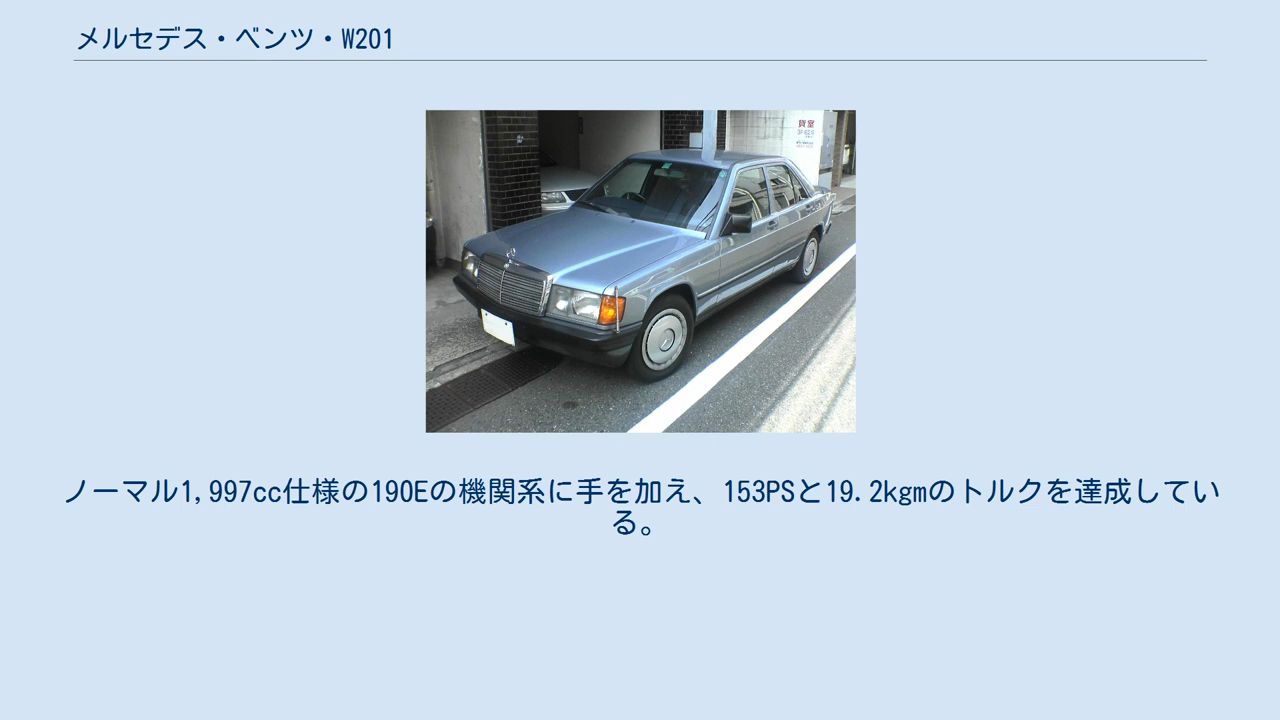 メルセデス・ベンツ・W201
ノーマル1,997cc仕様の190Eの機関系に手を加え、153PSと19.2kgmのトルクを達成してい
る。